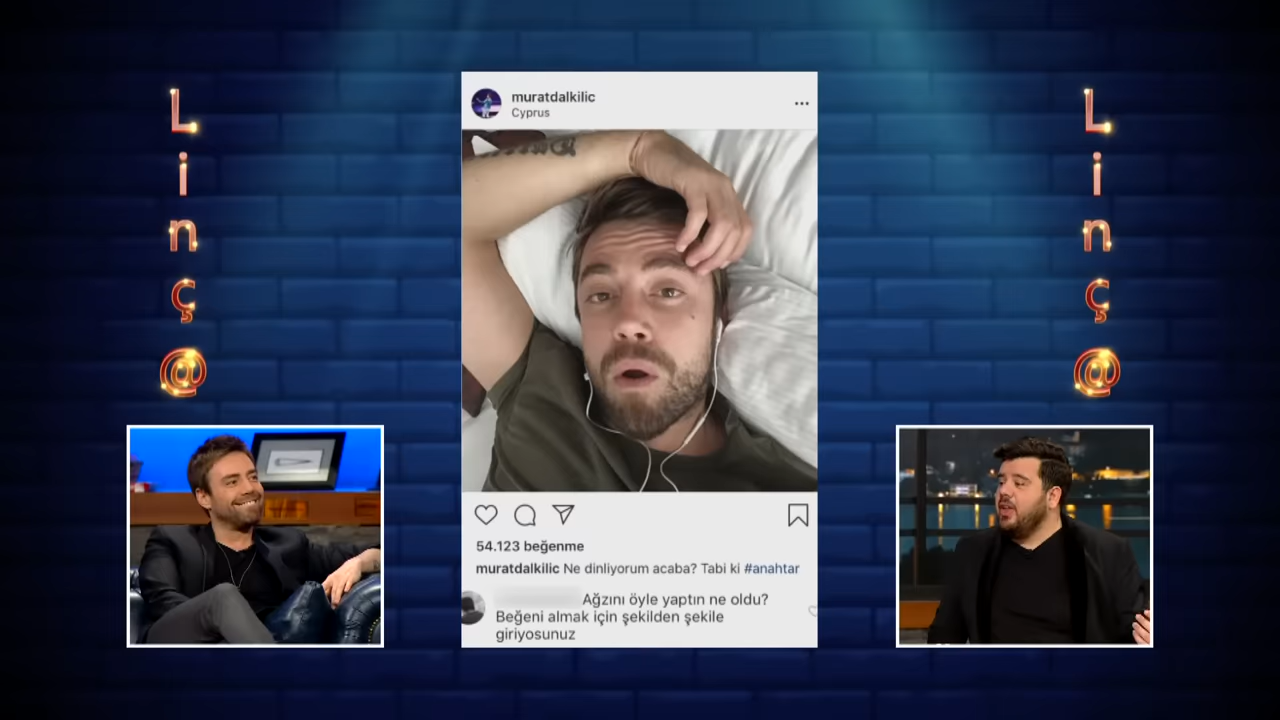 Linç@
muratdalkilic
Cyprus
54.123 beğenme
muratdalkilic Ne dinliyorum acaba? Tabi ki #anahtar
Ağzını öyle yaptın ne oldu?
Beğeni almak için şekilden şekile
giriyosunuz
Linç@